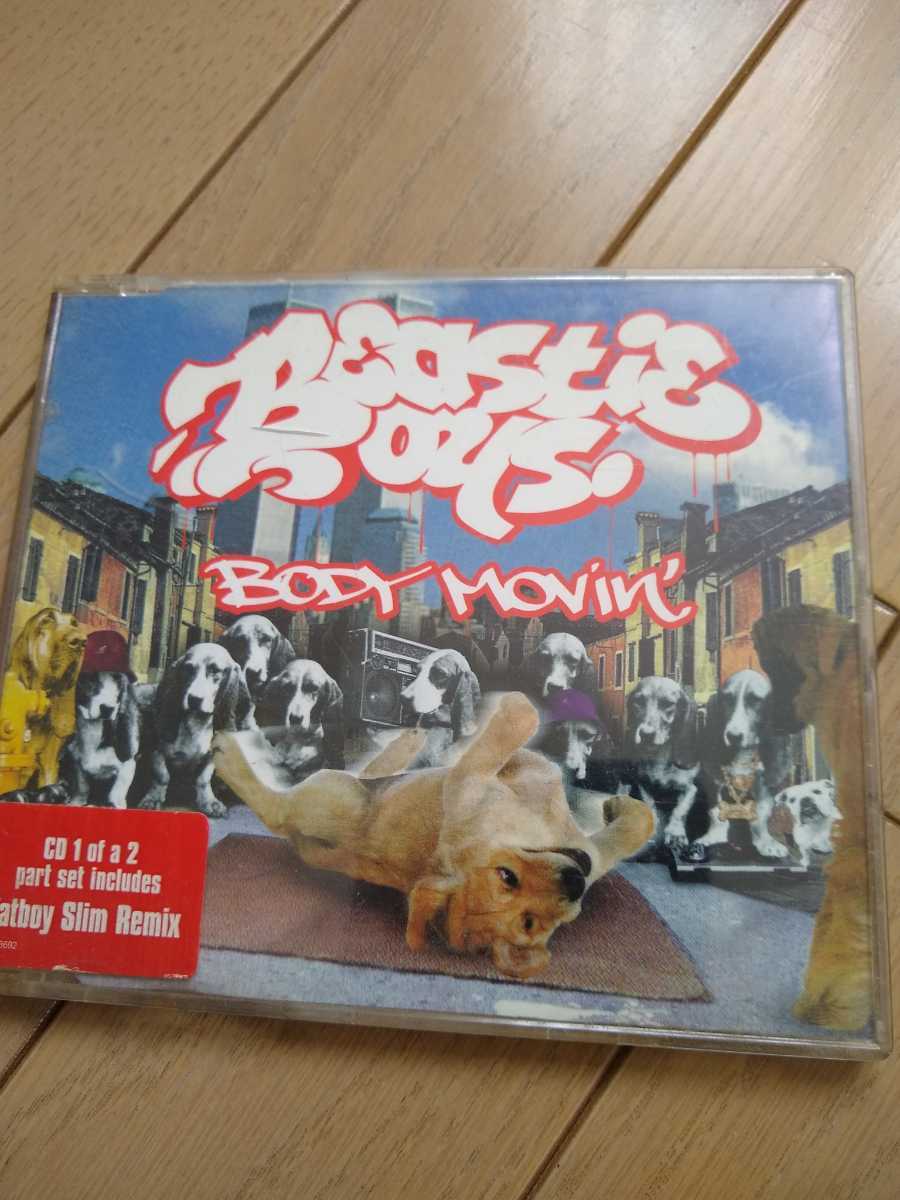 Beastie
Boys.
Body Movin'
CD 1 of a 2
part set includes
atboy Slim Remix